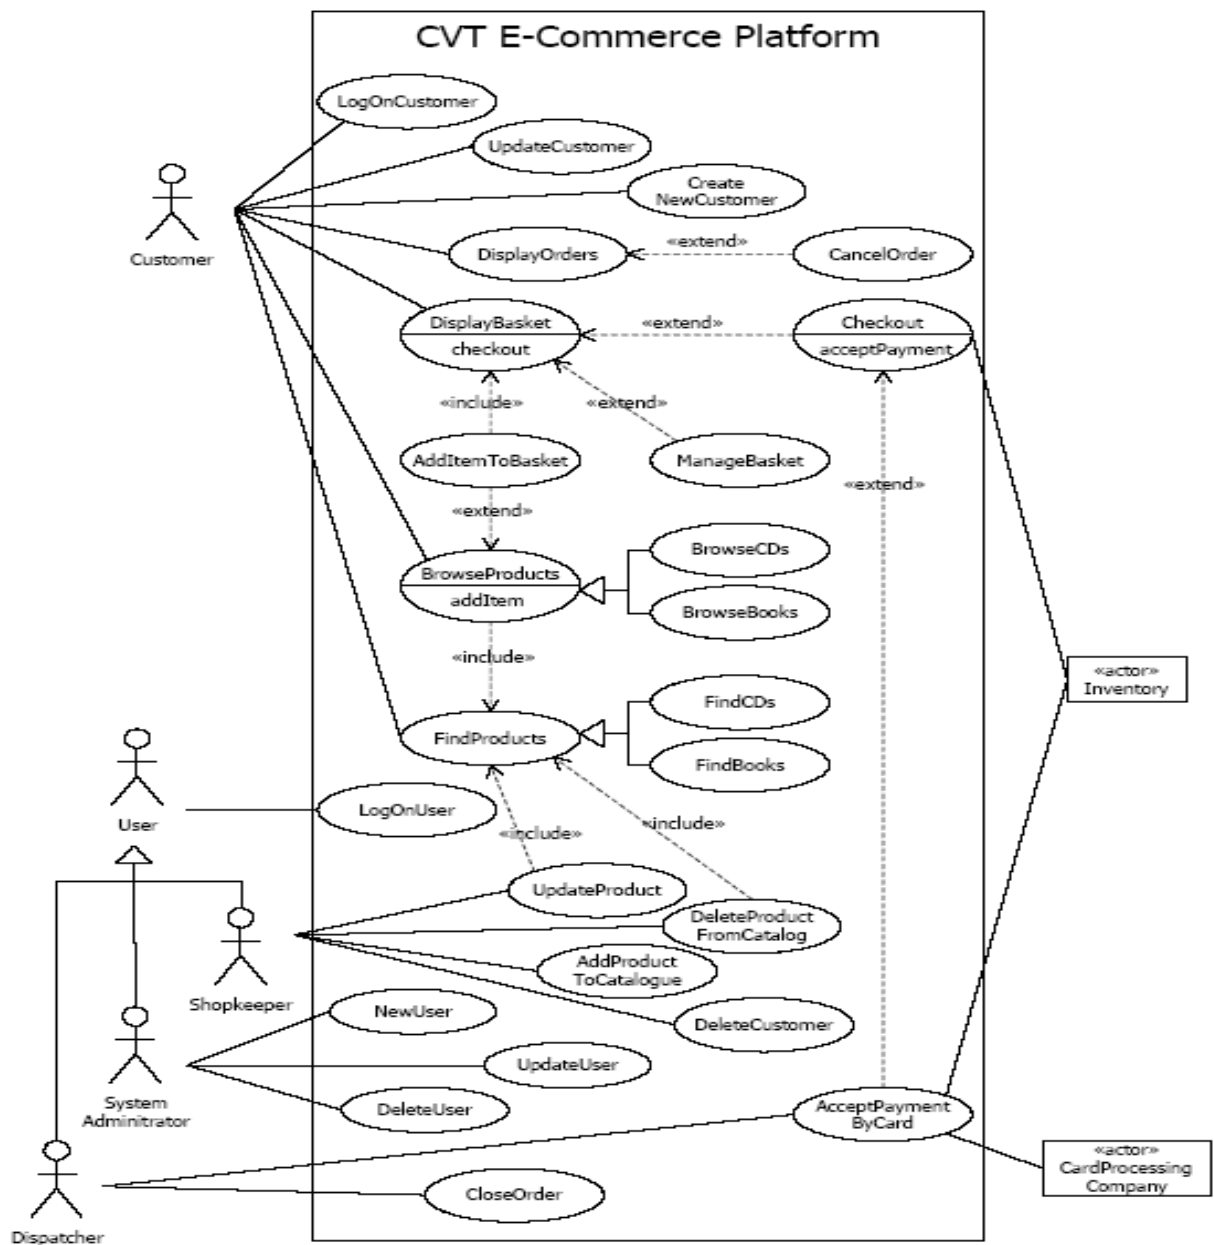 CVT E-Commerce Platform
LogOnCustomer
UpdateCustomer
Create
NewCustomer
Customer
DisplayOrders
«extend»
CancelOrder
DisplayBasket
checkout
«extend»
Checkout
acceptPayment
«include»
«extend»
AddItemToBasket
ManageBasket
«extend»
«extend»
BrowseProducts
addItem
BrowseCDs
BrowseBooks
«include»
«actor»
Inventory
FindProducts
FindCDs
FindBooks
User
LogOnUser
«include»
«include»
UpdateProduct
DeleteProduct
FromCatalog
AddProduct
ToCatalogue
Shopkeeper
NewUser
DeleteCustomer
UpdateUser
System
Adminitrator
DeleteUser
AcceptPayment
ByCard
«actor»
CardProcessing
Company
CloseOrder
Dispatcher